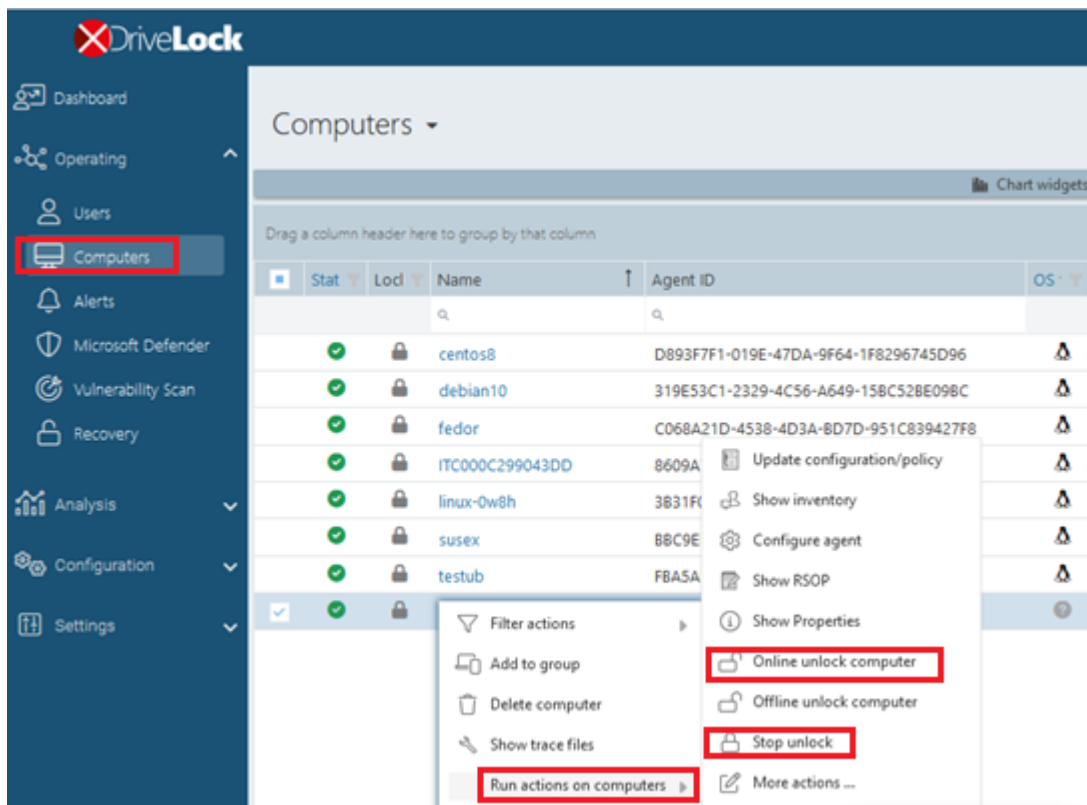 DriveLock
Dashboard
Operating
Users
Computers
Alerts
Microsoft Defender
Vulnerability Scan
Recovery
Analysis
Configuration
Settings
Computers
Chart widgets
Drag a column header here to group by that column
Stat Locl Name Agent ID OS
centos8 D893F7F1-019E-47DA-9F64-1F8296745D96
debian10 319E53C1-2329-4C56-A649-15BC52BE09BC
fedor C068A21D-4538-4D3A-BD7D-951C839427F8
ITC000C299043DD 8609A
linux-0w8h 3B31F
susex BBC9E
testub FBA5A
Filter actions
Add to group
Delete computer
Show trace files
Run actions on computers
Update configuration/policy
Show inventory
Configure agent
Show RSOP
Show Properties
Online unlock computer
Offline unlock computer
Stop unlock
More actions ...